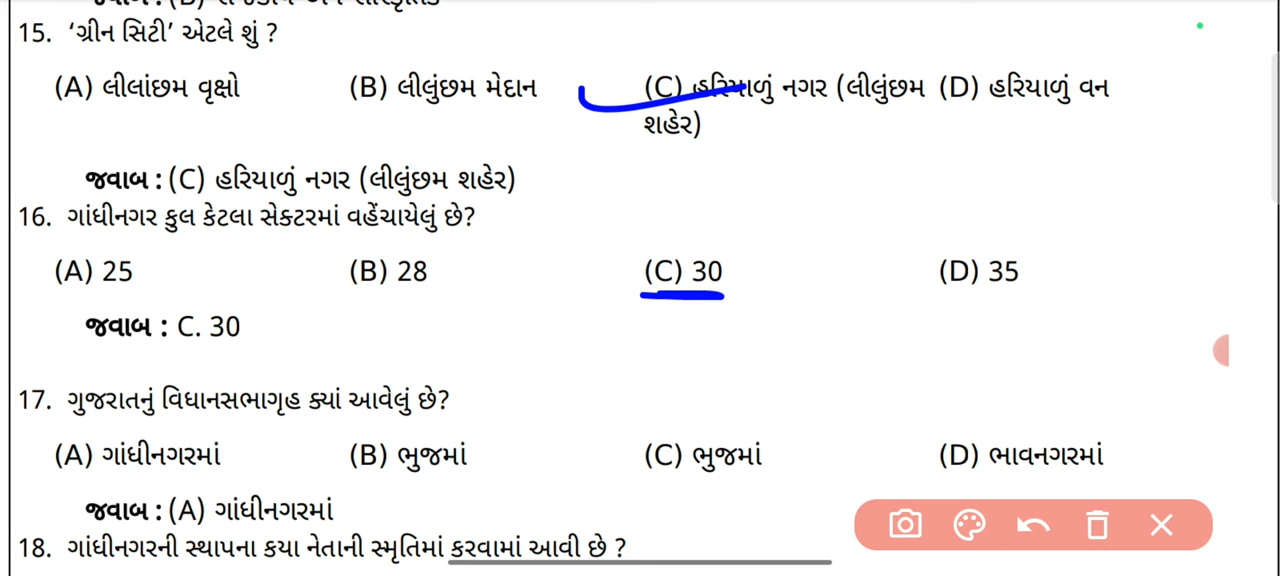 15. ‘ગ્રીન સિટી’ એટલે શું ?
(A) લીલાંછમ વૃક્ષો (B) લીલુંછમ મેદાન (C) હરિયાળું નગર (લીલુંછમ શહેર) (D) હરિયાળું વન
જવાબ : (C) હરિયાળું નગર (લીલુંછમ શહેર)
16. ગાંધીનગર કુલ કેટલા સેક્ટરમાં વહેંચાયેલું છે?
(A) 25 (B) 28 (C) 30 (D) 35
જવાબ : C. 30
17. ગુજરાતનું વિધાનસભાગૃહ ક્યાં આવેલું છે?
(A) ગાંધીનગરમાં (B) ભુજમાં (C) ભુજમાં (D) ભાવનગરમાં
જવાબ : (A) ગાંધીનગરમાં
18. ગાંધીનગરની સ્થાપના કયા નેતાની સ્મૃતિમાં કરવામાં આવી છે ?